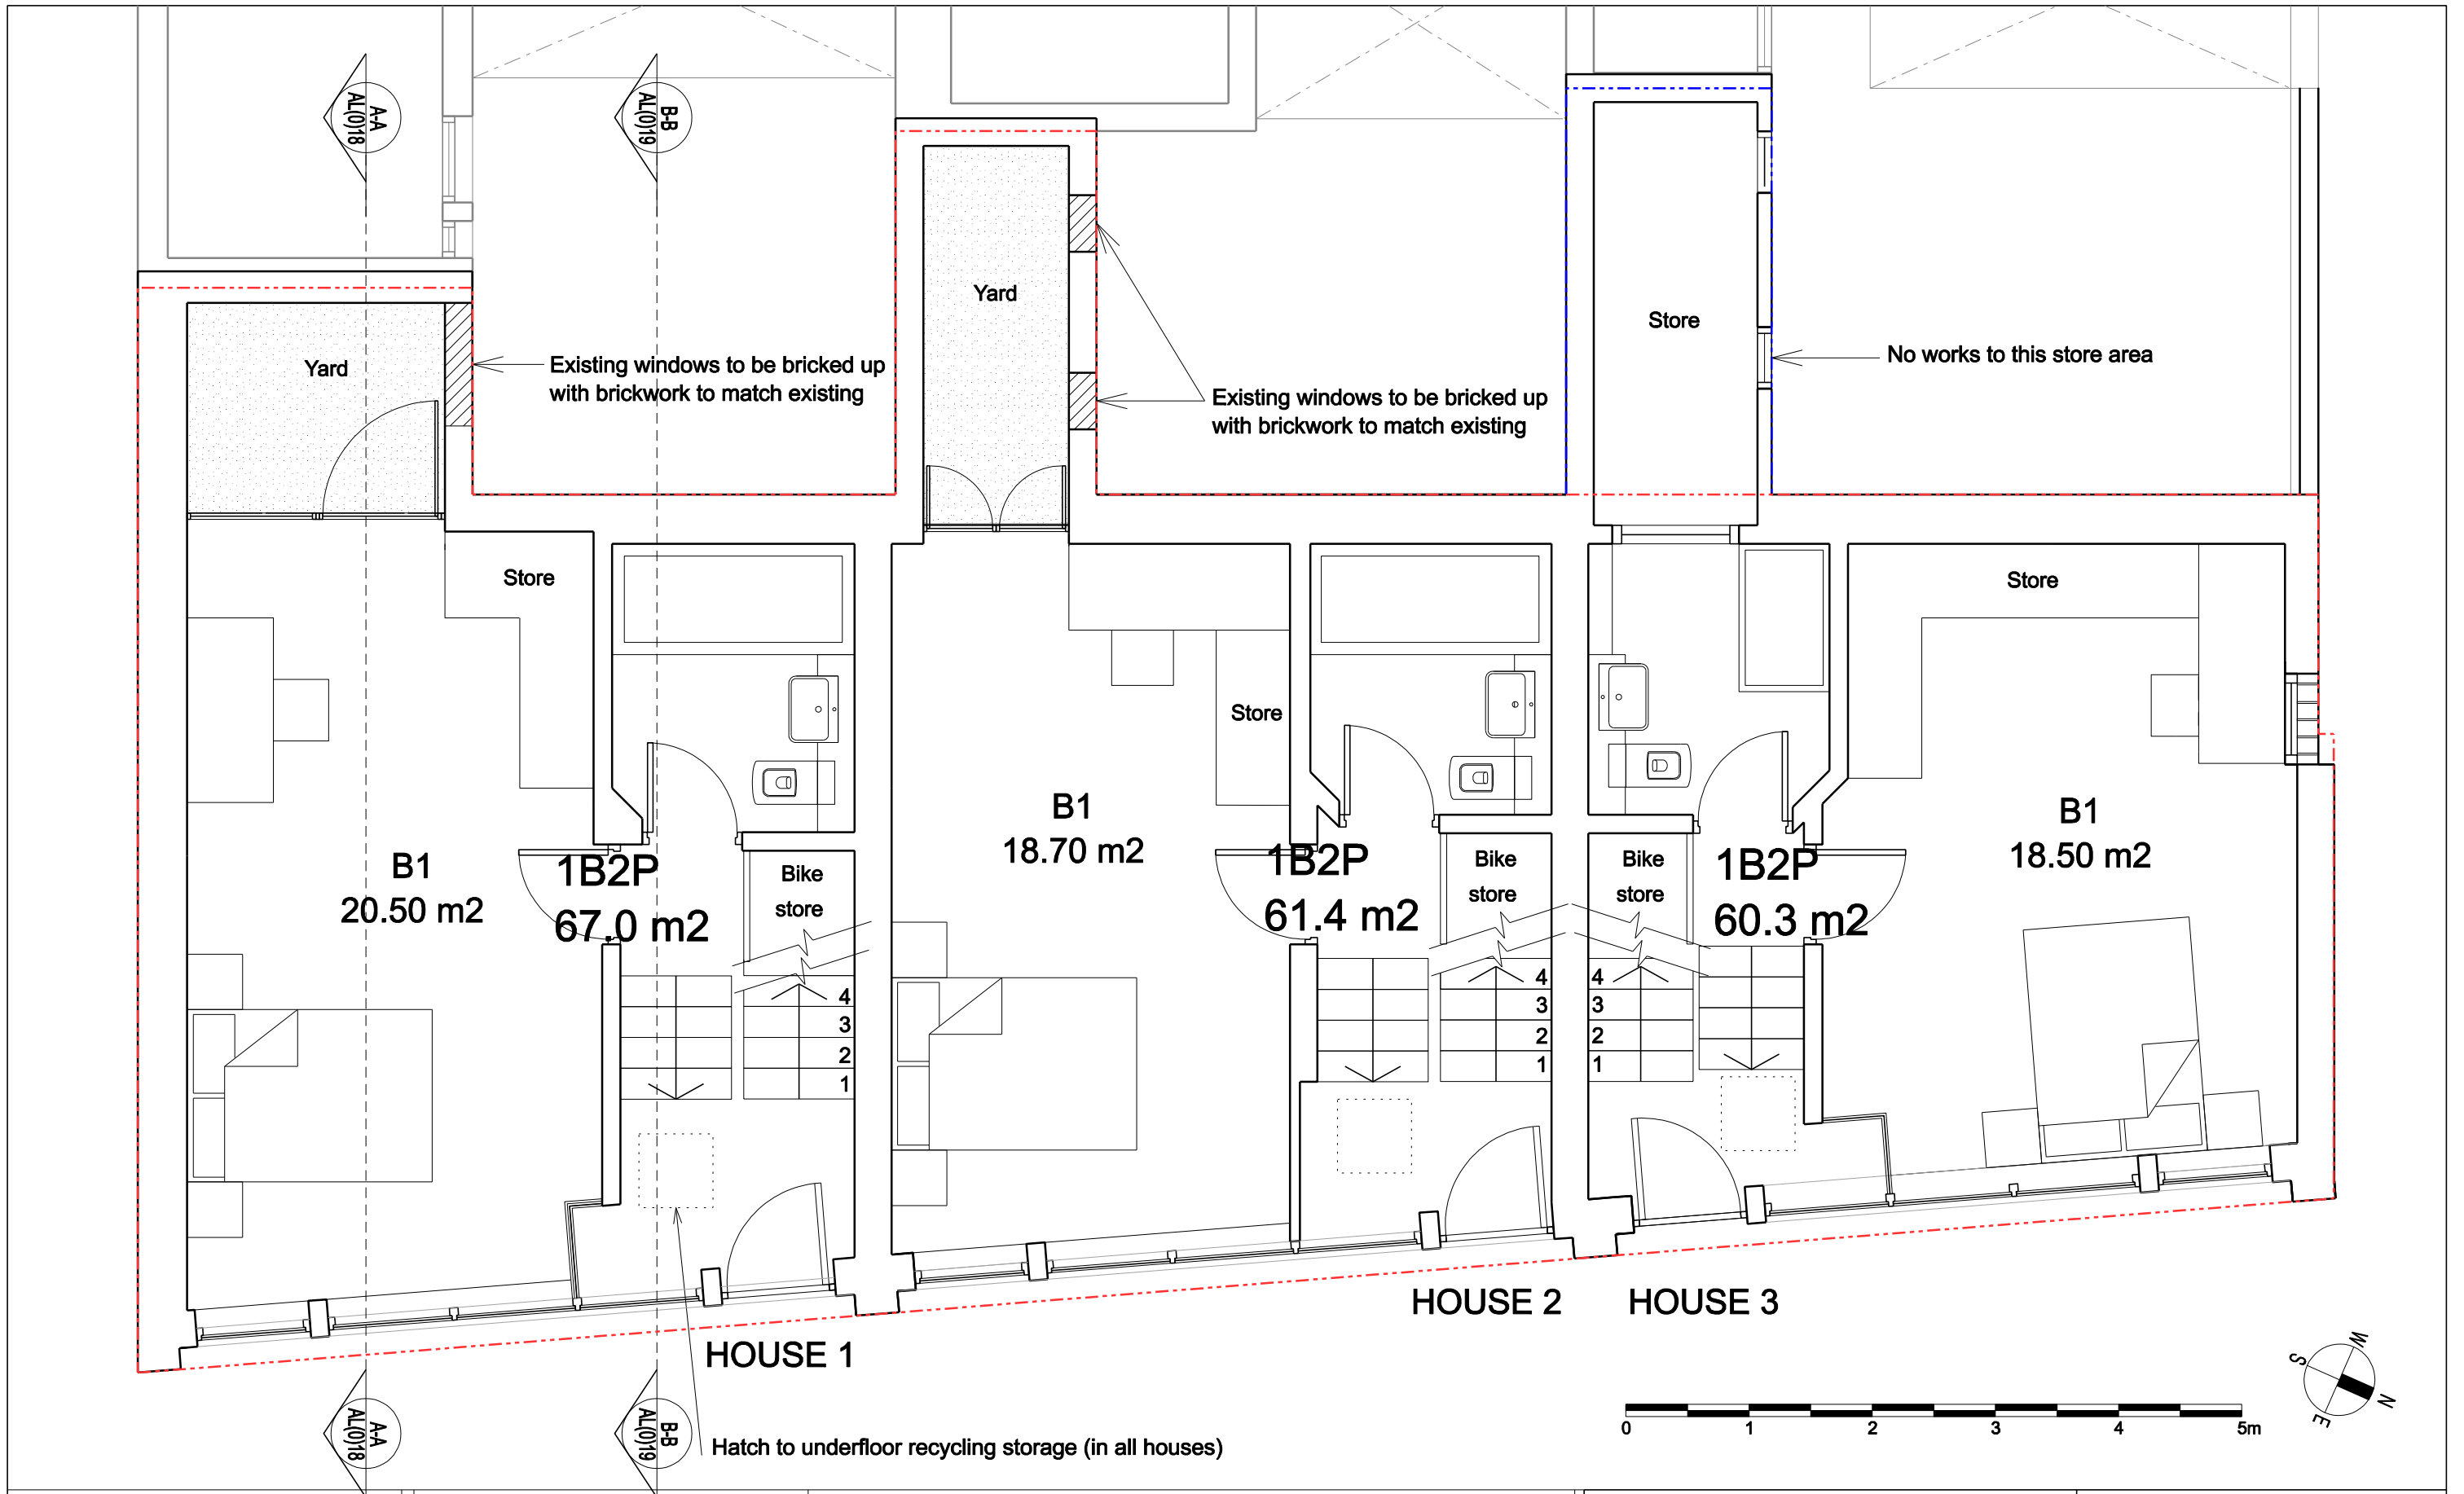 A-A
AL(0)18
B-B
AL(0)19
Yard
Existing windows to be bricked up
with brickwork to match existing
Yard
Existing windows to be bricked up
with brickwork to match existing
Store
No works to this store area
Store
Store
Store
B1
20.50 m2
1B2P
67.0 m2
Bike
store
4
3
2
1
B1
18.70 m2
1B2P
61.4 m2
Bike
store
4
3
2
1
Bike
store
4
3
2
1
1B2P
60.3 m2
B1
18.50 m2
HOUSE 1
HOUSE 2
HOUSE 3
A-A
AL(0)18
B-B
AL(0)19
Hatch to underfloor recycling storage (in all houses)
0 1 2 3 4 5m
W
S
N
E